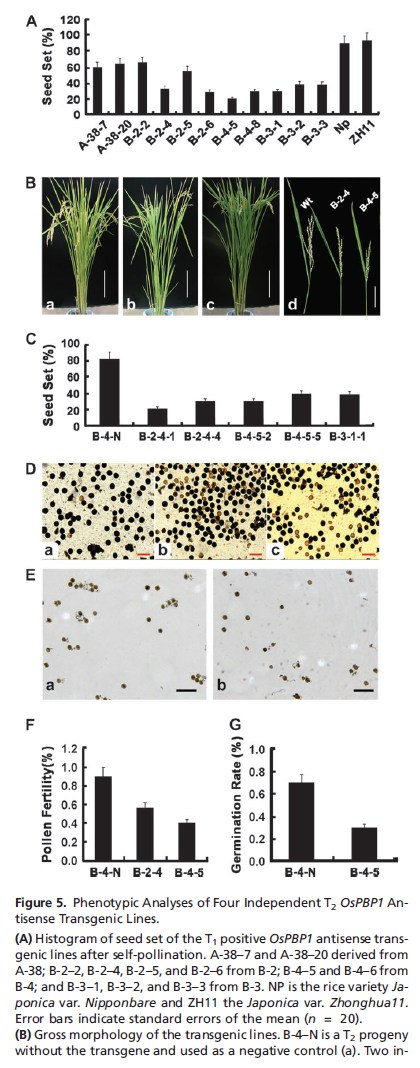 A
Seed Set (%)
120
100
80
60
40
20
0
A-38-7
A-38-20
B-2-2
B-2-4
B-2-5
B-2-6
B-4-5
B-4-8
B-3-1
B-3-2
B-3-3
Np
ZH11
B
a
b
c
d
Wt
B-2-4
B-4-5
C
Seed Set (%)
100
80
60
40
20
0
B-4-N
B-2-4-1
B-2-4-4
B-4-5-2
B-4-5-5
B-3-1-1
D
a
b
c
E
a
b
F
Pollen Fertility(%)
1.2
1.0
0.8
0.6
0.4
0.2
0.0
B-4-N
B-2-4
B-4-5
G
Germination Rate (%)
1.0
0.8
0.6
0.4
0.2
0.0
B-4-N
B-4-5
Figure 5. Phenotypic Analyses of Four Independent T2 OsPBP1 An-
tisense Transgenic Lines.
(A) Histogram of seed set of the T1 positive OsPBP1 antisense trans-
genic lines after self-pollination. A-38–7 and A-38–20 derived from
A-38; B-2–2, B-2–4, B-2–5, and B-2–6 from B-2; B-4–5 and B-4–6 from
B-4; and B-3–1, B-3–2, and B-3–3 from B-3. NP is the rice variety Ja-
ponica var. Nipponbare and ZH11 the Japonica var. Zhonghua11.
Error bars indicate standard errors of the mean (n = 20).
(B) Gross morphology of the transgenic lines. B-4–N is a T2 progeny
without the transgene and used as a negative control (a). Two in-